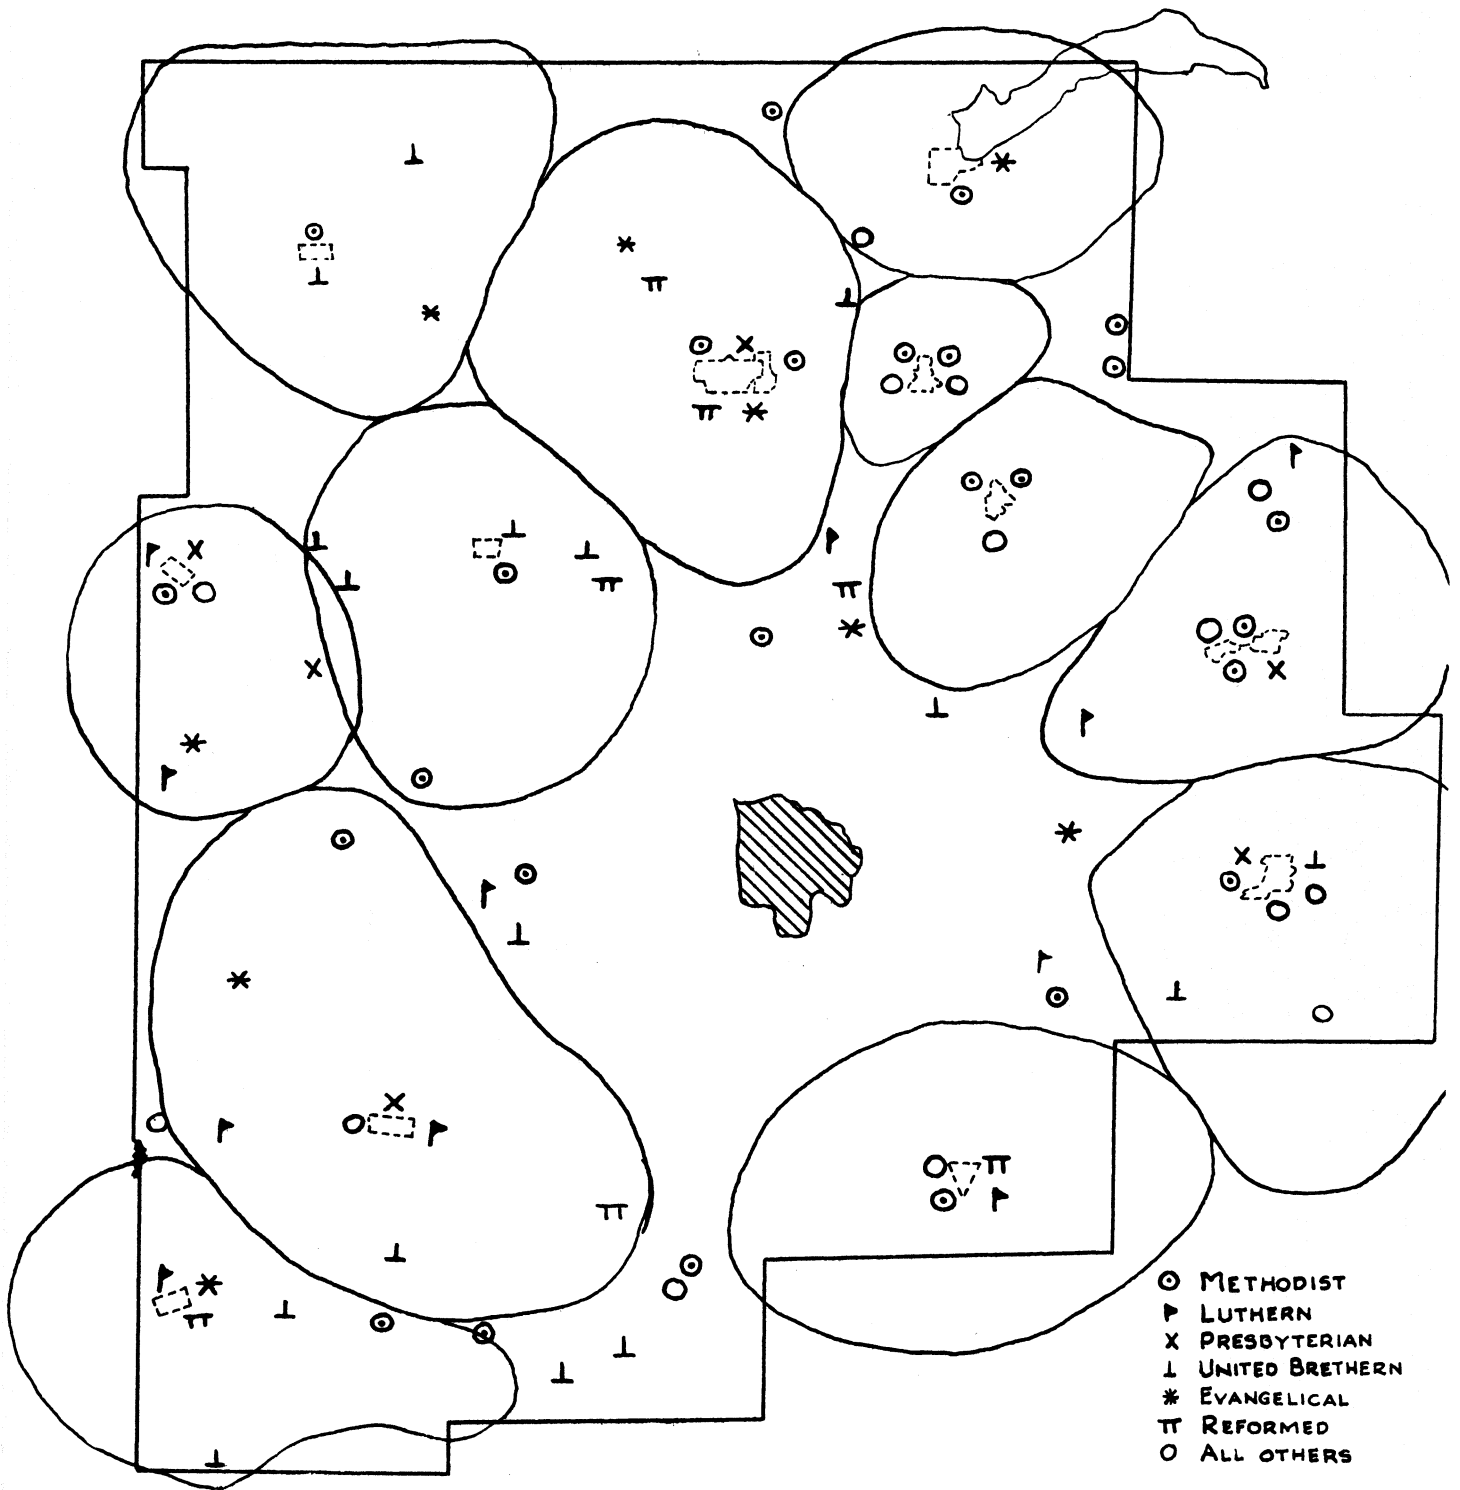 METHODIST
LUTHERN
PRESBYTERIAN
UNITED BRETHERN
EVANGELICAL
REFORMED
ALL OTHERS